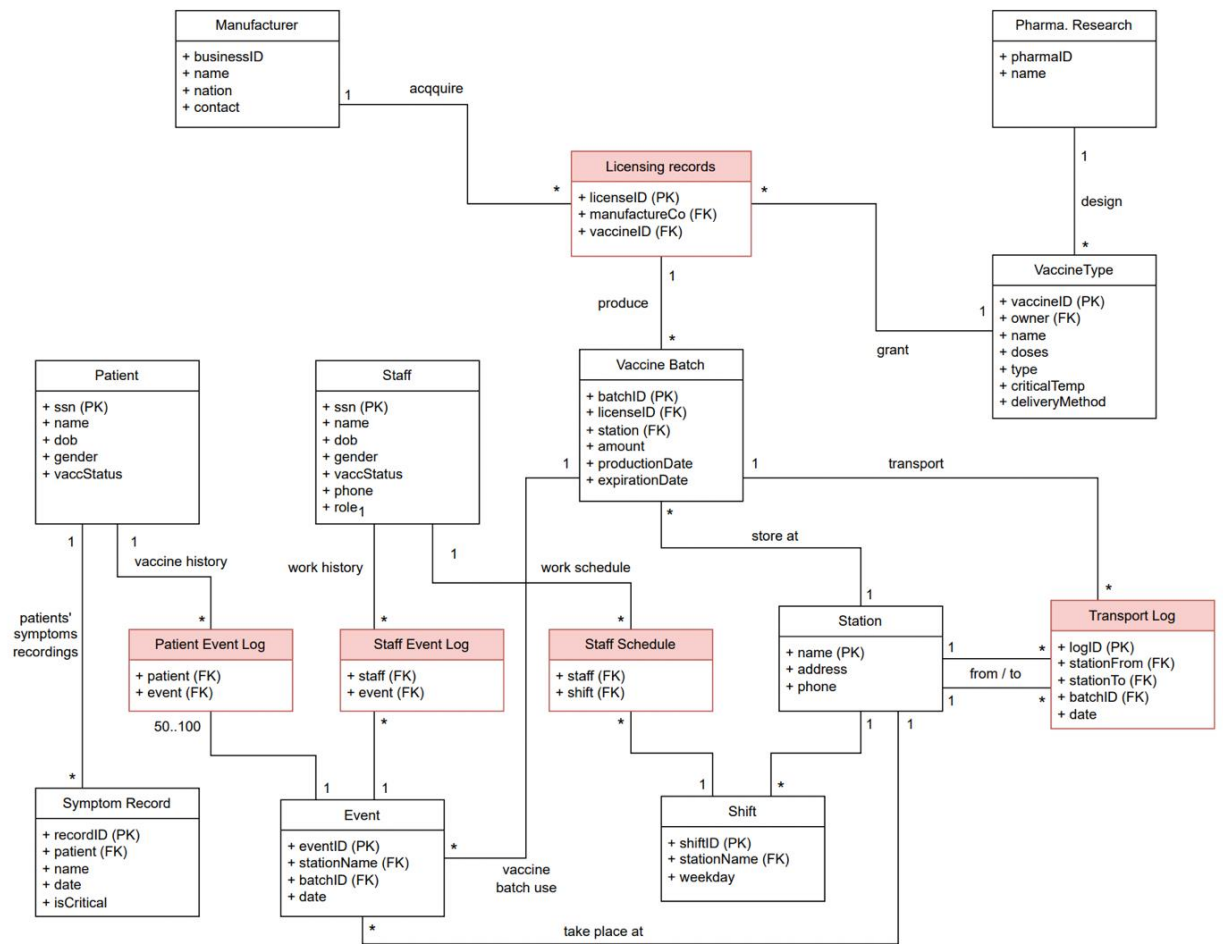 Manufacturer
+ businessID
+ name
+ nation
+ contact
Pharma. Research
+ pharmaID
+ name
1
acqquire
*
Licensing records
+ licenseID (PK)
+ manufactureCo (FK)
+ vaccineID (FK)
*
1
design
*
VaccineType
+ vaccineID (PK)
+ owner (FK)
+ name
+ doses
+ type
+ criticalTemp
+ deliveryMethod
1
grant
1
produce
*
Vaccine Batch
+ batchID (PK)
+ licenseID (FK)
+ station (FK)
+ amount
+ productionDate
+ expirationDate
Patient
+ ssn (PK)
+ name
+ dob
+ gender
+ vaccStatus
Staff
+ ssn (PK)
+ name
+ dob
+ gender
+ vaccStatus
+ phone
+ role
1
1
1
transport
*
store at
1
1
1
vaccine history
work history
1
work schedule
patients'
symptoms
recordings
*
*
*
*
Patient Event Log
+ patient (FK)
+ event (FK)
Staff Event Log
+ staff (FK)
+ event (FK)
Staff Schedule
+ staff (FK)
+ shift (FK)
Station
+ name (PK)
+ address
+ phone
Transport Log
+ logID (PK)
+ stationFrom (FK)
+ stationTo (FK)
+ batchID (FK)
+ date
1
*
from / to
1
*
50..100
*
*
1
1
*
1
1
1
*
Symptom Record
+ recordID (PK)
+ patient (FK)
+ name
+ date
+ isCritical
Event
+ eventID (PK)
+ stationName (FK)
+ batchID (FK)
+ date
*
vaccine
batch use
Shift
+ shiftID (PK)
+ stationName (FK)
+ weekday
*
take place at